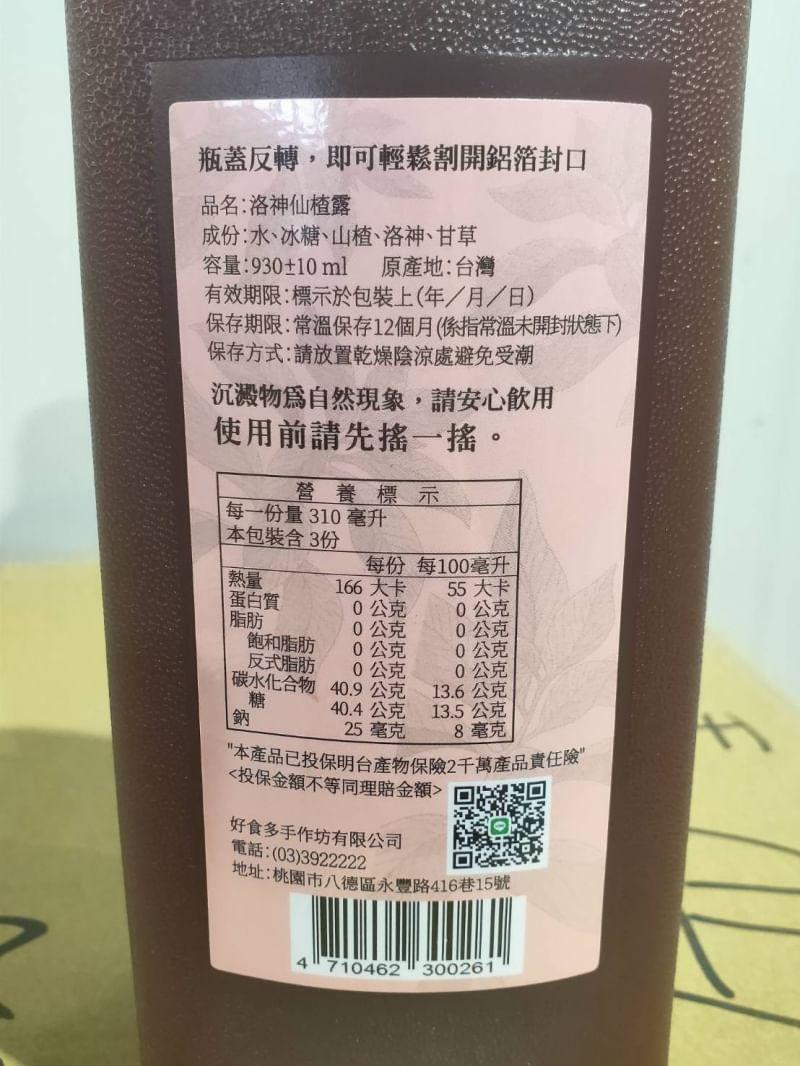 瓶蓋反轉，即可輕鬆割開鋁箔封口
品名:洛神仙楂露
成份:水、冰糖、山楂、洛神、甘草
容量:930±10 ml 原產地:台灣
有效期限:標示於包裝上(年／月／日)
保存期限:常溫保存12個月(係指常溫未開封狀態下)
保存方式:請放置乾燥陰涼處避免受潮
沉澱物為自然現象，請安心飲用
使用前請先搖一搖。
營養標示
每一份量 310 毫升
本包裝含 3份
每份 每100毫升
熱量 166 大卡 55 大卡
蛋白質 0 公克 0 公克
脂肪 0 公克 0 公克
飽和脂肪 0 公克 0 公克
反式脂肪 0 公克 0 公克
碳水化合物 40.9 公克 13.6 公克
糖 40.4 公克 13.5 公克
鈉 25 毫克 8 毫克
"本產品已投保明台產物保險2千萬產品責任險"
<投保金額不等同理賠金額>
好食多手作坊有限公司
電話:(03)3922222
地址:桃園市八德區永豐路416巷15號
4 710462 300261